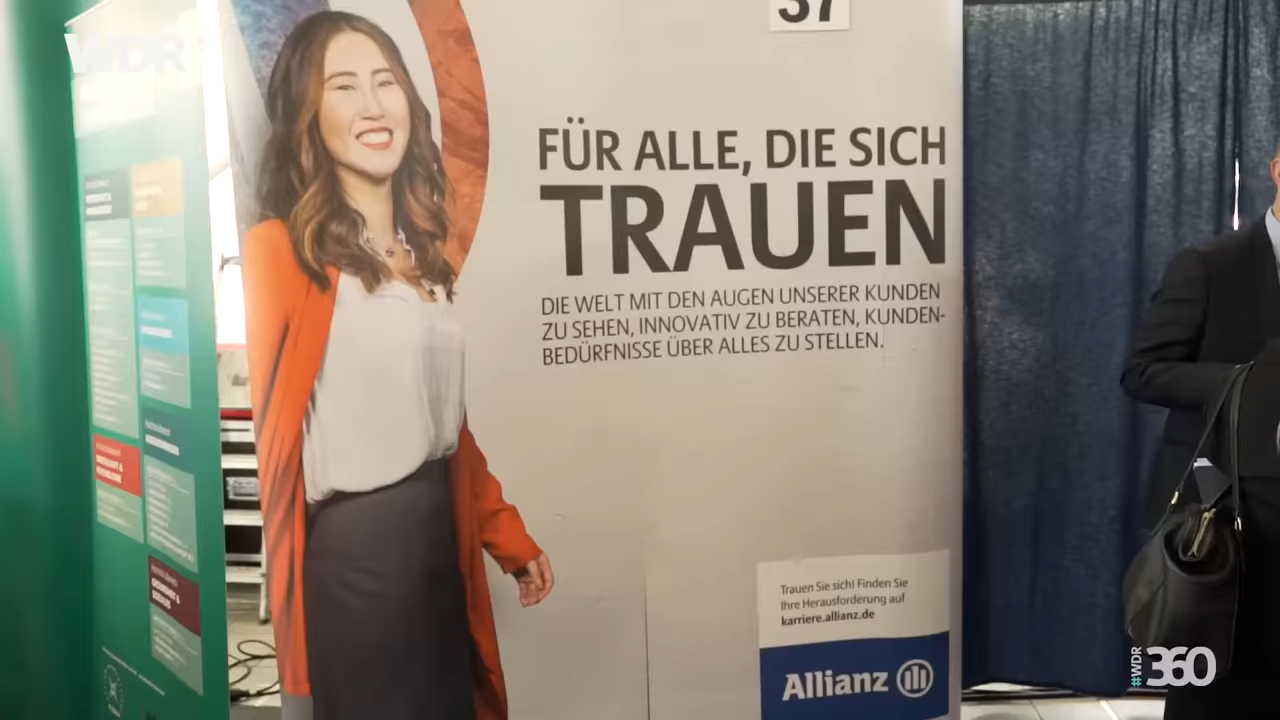 WDR
37
FÜR ALLE, DIE SICH
TRAUEN
DIE WELT MIT DEN AUGEN UNSERER KUNDEN
ZU SEHEN, INNOVATIV ZU BERATEN, KUNDEN-
BEDÜRFNISSE ÜBER ALLES ZU STELLEN.
Trauen Sie sich! Finden Sie
Ihre Herausforderung auf
karriere.allianz.de
Allianz
#WDR
360